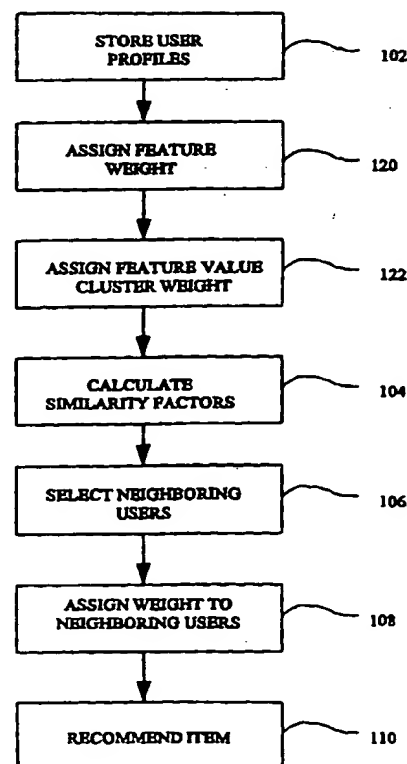 STORE USER
PROFILES
102
ASSIGN FEATURE
WEIGHT
120
ASSIGN FEATURE VALUE
CLUSTER WEIGHT
122
CALCULATE
SIMILARITY FACTORS
104
SELECT NEIGHBORING
USERS
106
ASSIGN WEIGHT TO
NEIGHBORING USERS
108
RECOMMEND ITEM
110